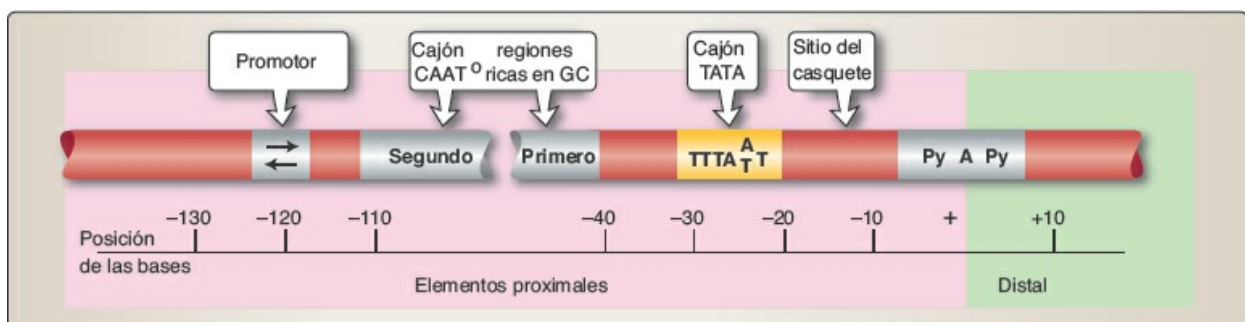 Promotor
Cajón o regiones
CAAT ricas en GC
Cajón
TATA
Sitio del
casquete
Segundo
Primero
TTTA A/T T
Py A Py
–130 –120 –110 –40 –30 –20 –10 + +10
Posición
de las bases
Elementos proximales
Distal